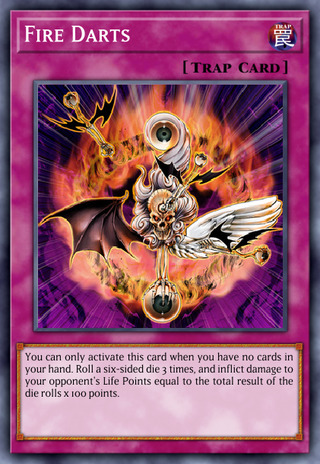 Fire Darts
TRAP
罠
[Trap Card]
You can only activate this card when you have no cards in
your hand. Roll a six-sided die 3 times, and inflict damage to
your opponent's Life Points equal to the total result of the
die rolls x 100 points.